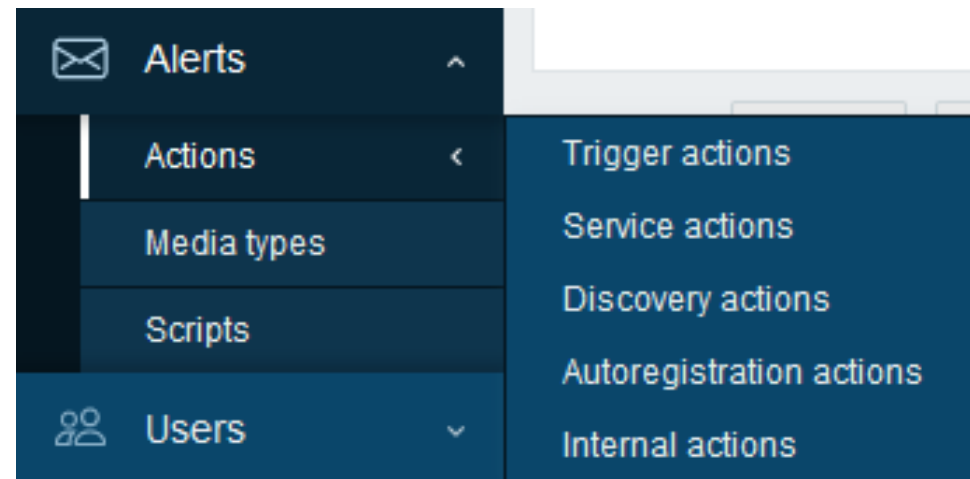 Alerts
Actions
Media types
Scripts
Users
Trigger actions
Service actions
Discovery actions
Autoregistration actions
Internal actions